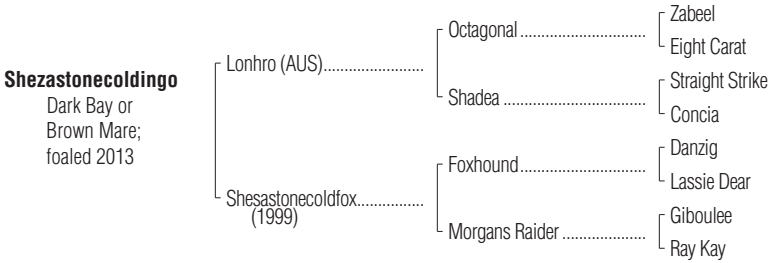 Shezastonecoldingo
Dark Bay or
Brown Mare;
foaled 2013
Lonhro (AUS)........................
Shesastonecoldfox................
(1999)
Octagonal ..............................
Shadea ...................................
Foxhound ..............................
Morgans Raider ....................
Zabeel
Eight Carat
Straight Strike
Concia
Danzig
Lassie Dear
Giboulee
Ray Kay